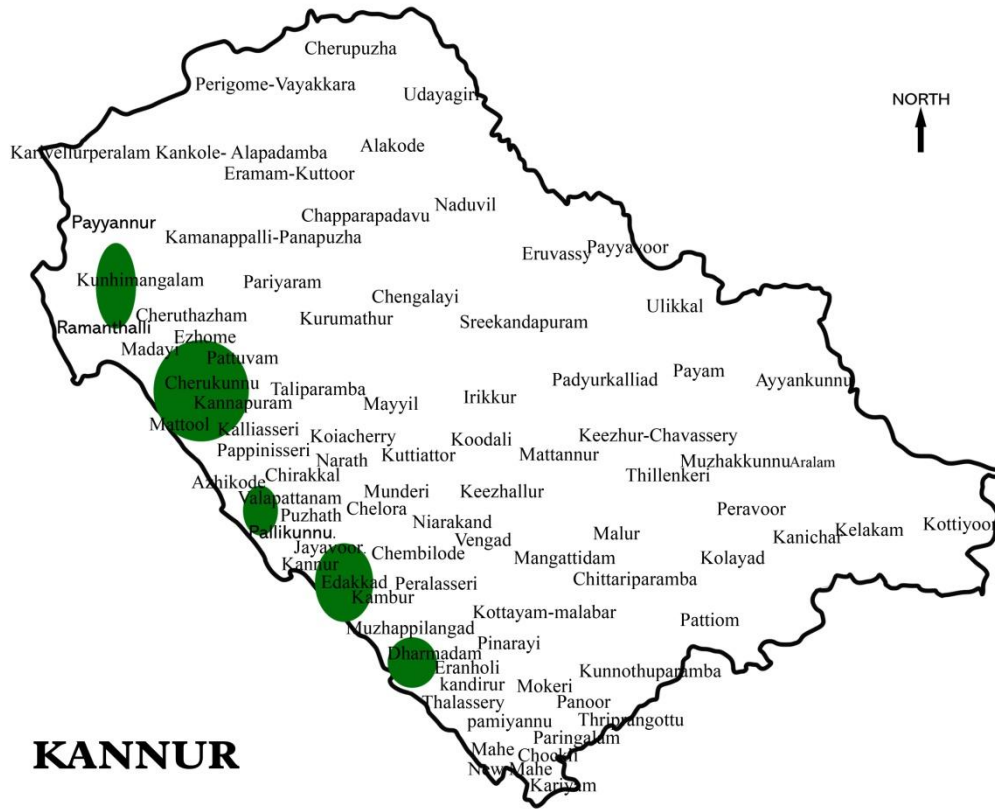 Cherupuzha
Perigome-Vayakkara
Udayagiri
NORTH
Alakode
Karivellurperalam Kankole- Alapadamba
Eramam-Kuttoor
Naduvil
Chapparapadavu
Payyannur
Kamanappalli-Panapuzha
Payyavoor
Eruvassy
Kunhimangalam
Pariyaram
Chengalayi
Ulikkal
Cheruthazham
Kurumathur
Sreekandapuram
Ramanthalli
Ezhome
Madayi
Pattuvam
Payam
Cherukunnu
Taliparamba
Padyurkalliad
Ayyankunnu
Kannapuram
Mayyil
Irikkur
Mattool
Kalliasseri
Koiacherry
Koodali
Keezhur-Chavassery
Pappinisseri
Narath
Kuttiattor
Mattannur
Muzhakkunnu
Aralam
Azhikode
Chirakkal
Thillenkeri
Valapattanam
Munderi
Keezhallur
Puzhath
Chelora
Peravoor
Pallikunnu.
Niarakand
Malur
Kanichar
Kelakam
Kottiyoor
Jayavoor.
Chembilode
Vengad
Mangattidam
Kolayad
Kannur
Edakkad
Peralasseri
Chittariparamba
Kambur
Kottayam-malabar
Pattiom
Muzhappilangad
Pinarayi
Dharmadam
Eranholi
Kunnothuparamba
kandirur
Mokeri
Thalassery
Panoor
pamiyannu
Thriprangottu
Paringalam
KANNUR
Mahe
Chookli
New Mahe
Kariyam